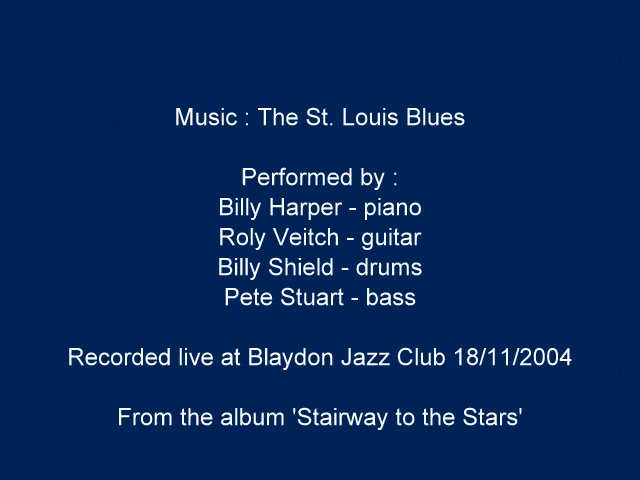 Music : The St. Louis Blues
Performed by :
Billy Harper - piano
Roly Veitch - guitar
Billy Shield - drums
Pete Stuart - bass
Recorded live at Blaydon Jazz Club 18/11/2004
From the album 'Stairway to the Stars'